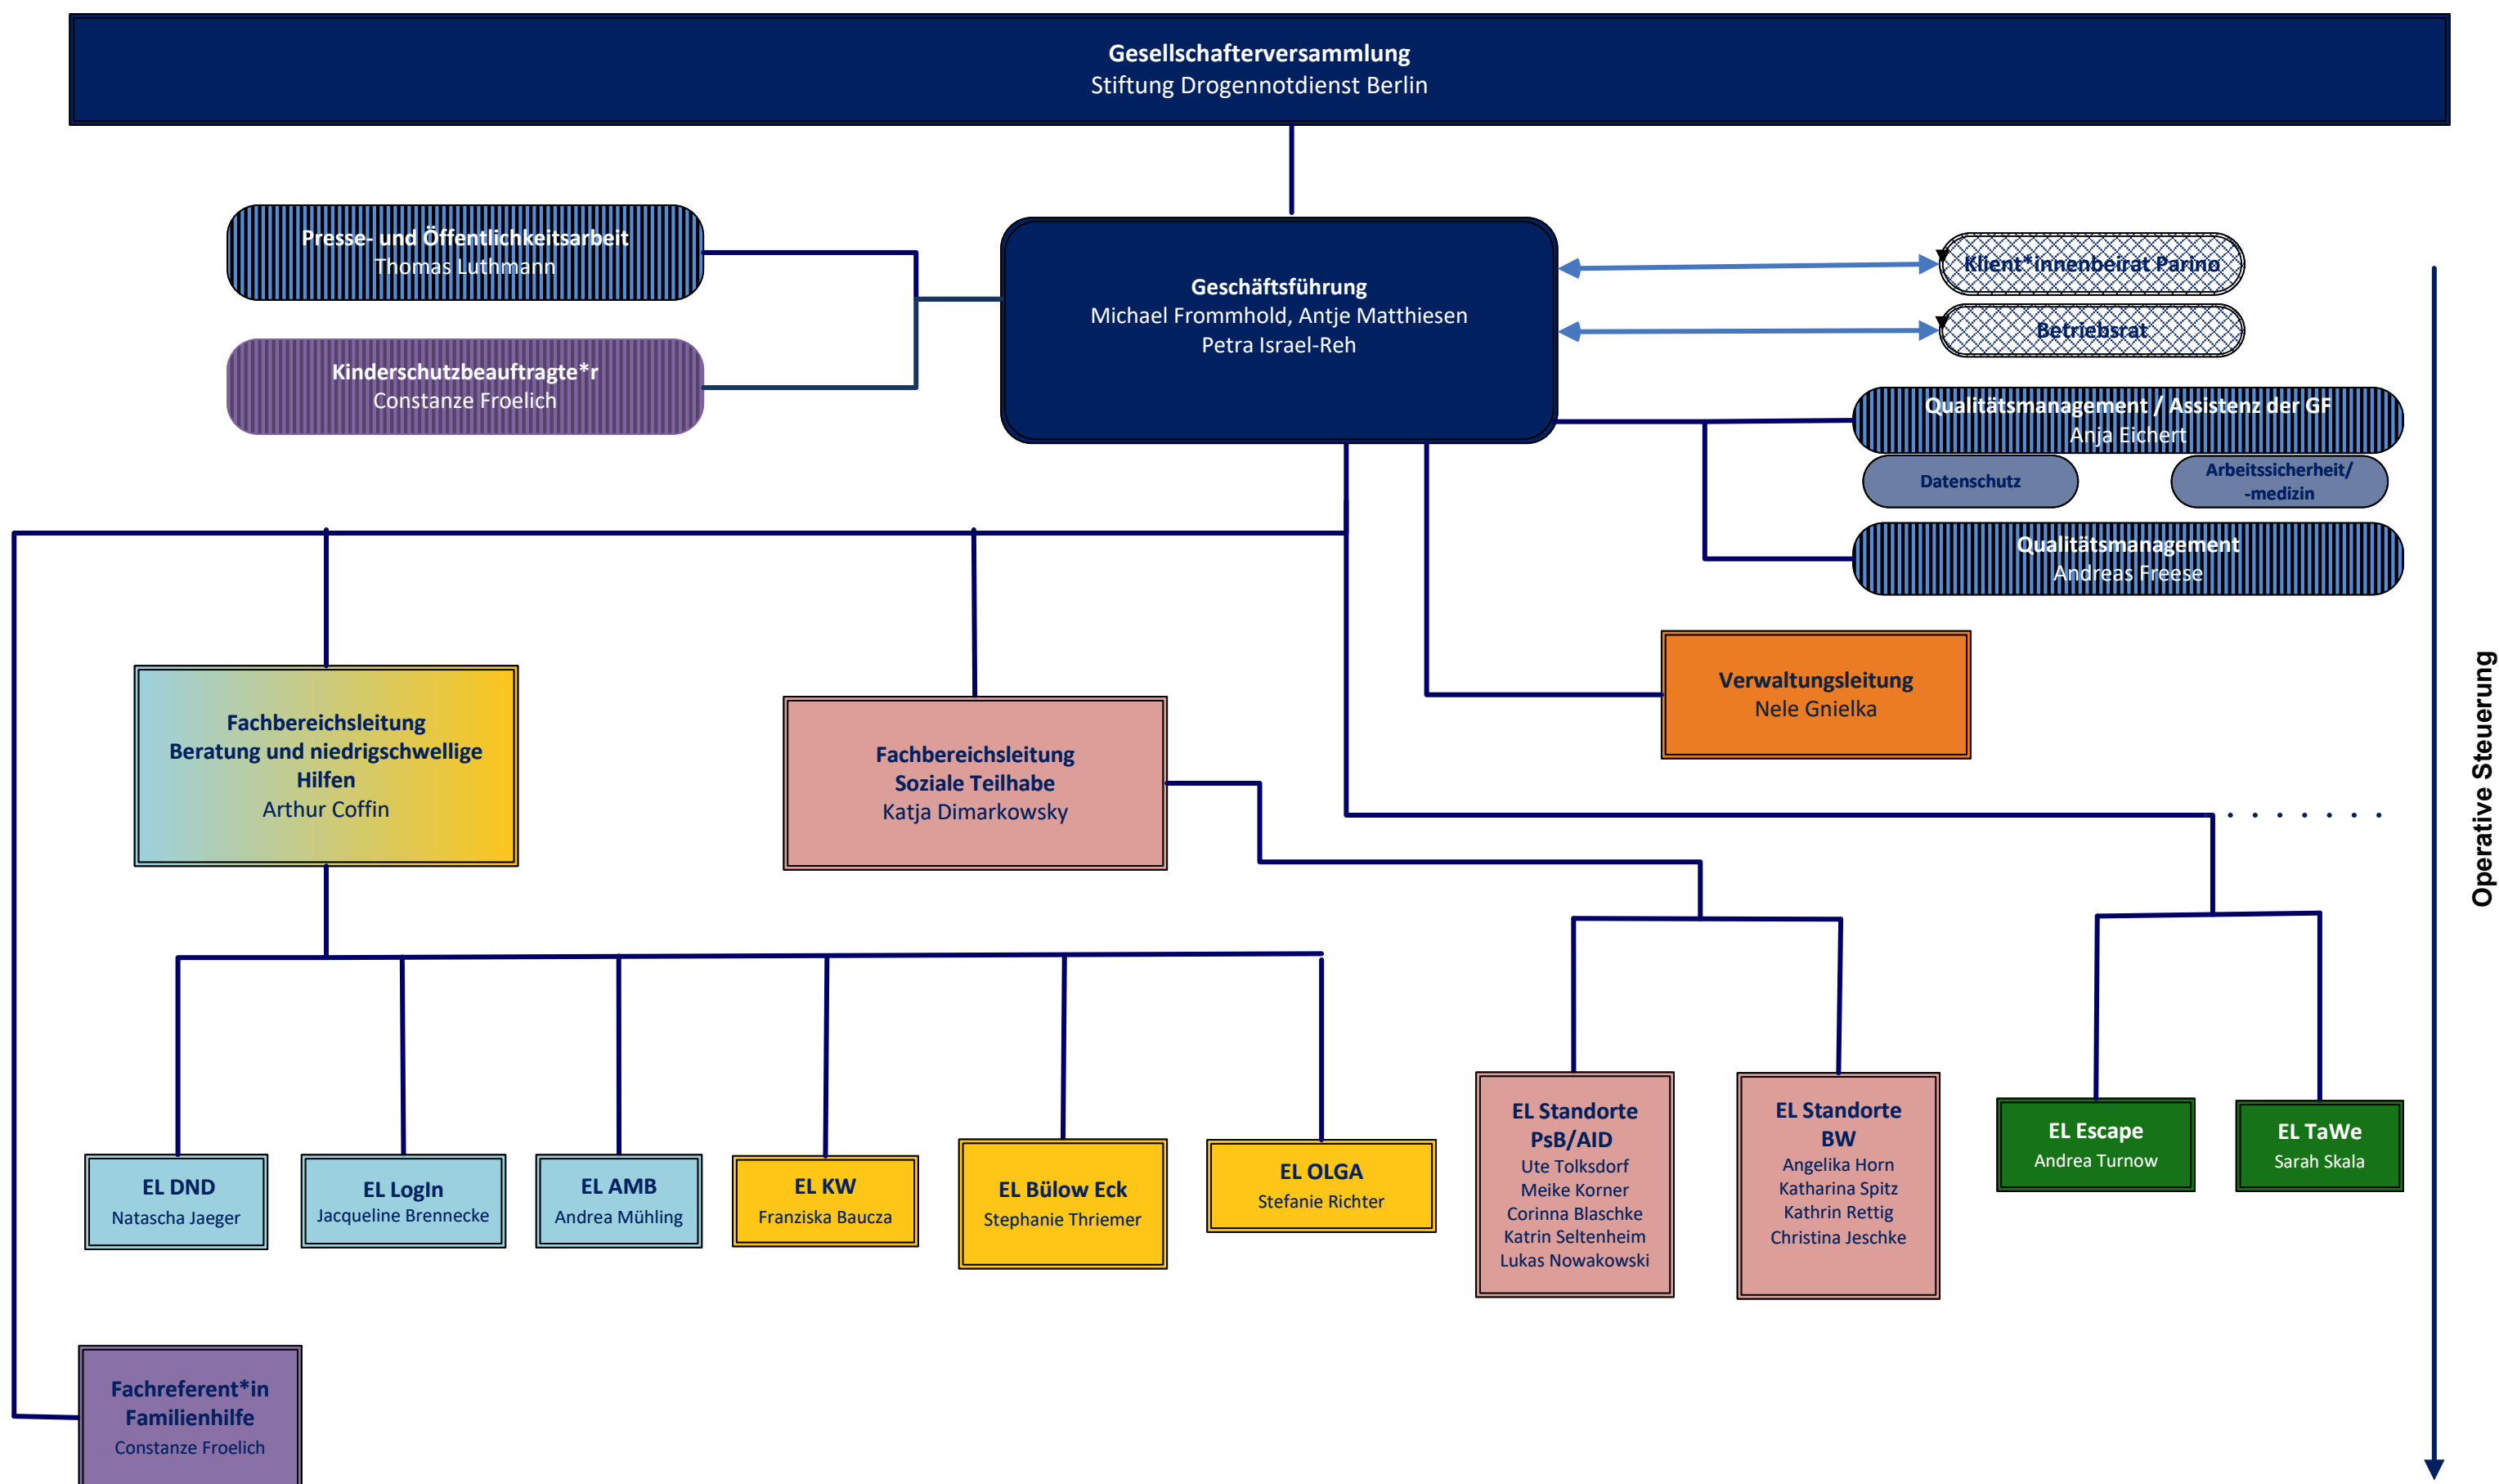 Gesellschafterversammlung
Stiftung Drogennotdienst Berlin
Presse- und Öffentlichkeitsarbeit
Thomas Luthmann
Kinderschutzbeauftragte*r
Constanze Froelich
Geschäftsführung
Michael Frommhold, Antje Matthiesen
Petra Israel-Reh
Klient*innenbeirat Parino
Betriebsrat
Qualitätsmanagement / Assistenz der GF
Anja Eichert
Datenschutz
Arbeitssicherheit/
-medizin
Qualitätsmanagement
Andreas Freese
Operative Steuerung
Fachbereichsleitung
Beratung und niedrigschwellige
Hilfen
Arthur Coffin
Fachbereichsleitung
Soziale Teilhabe
Katja Dimarkowsky
Verwaltungsleitung
Nele Gnielka
EL DND
Natascha Jaeger
EL LogIn
Jacqueline Brennecke
EL AMB
Andrea Mühling
EL KW
Franziska Baucza
EL Bülow Eck
Stephanie Thriemer
EL OLGA
Stefanie Richter
EL Standorte
PsB/AID
Ute Tolksdorf
Meike Korner
Corinna Blaschke
Katrin Seltenheim
Lukas Nowakowski
EL Standorte
BW
Angelika Horn
Katharina Spitz
Kathrin Rettig
Christina Jeschke
EL Escape
Andrea Turnow
EL TaWe
Sarah Skala
Fachreferent*in
Familienhilfe
Constanze Froelich